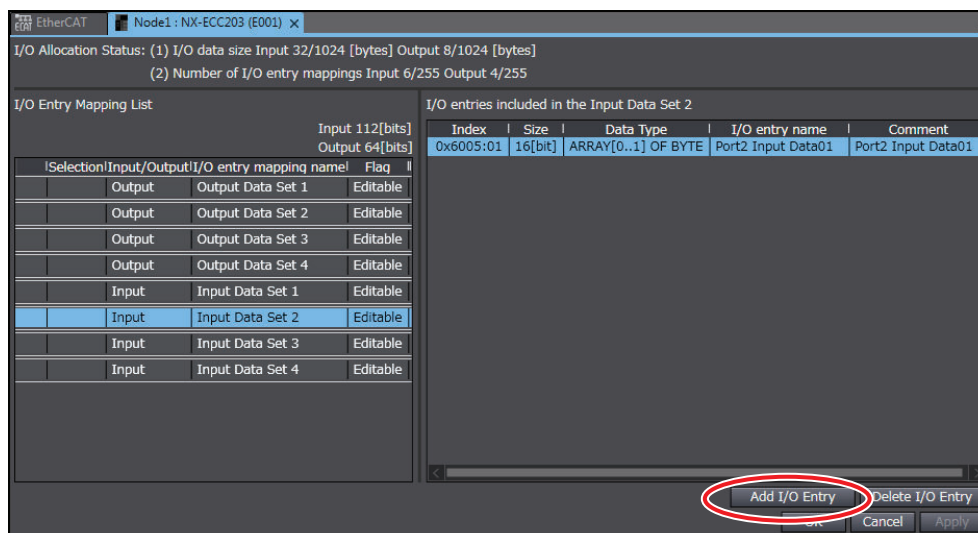 EtherCAT Node1 : NX-ECC203 (E001) ×
I/O Allocation Status: (1) I/O data size Input 32/1024 [bytes] Output 8/1024 [bytes]
(2) Number of I/O entry mappings Input 6/255 Output 4/255
I/O Entry Mapping List
Input 112[bits]
Output 64[bits]
Selection Input/Output I/O entry mapping name Flag
Output Output Data Set 1 Editable
Output Output Data Set 2 Editable
Output Output Data Set 3 Editable
Output Output Data Set 4 Editable
Input Input Data Set 1 Editable
Input Input Data Set 2 Editable
Input Input Data Set 3 Editable
Input Input Data Set 4 Editable
I/O entries included in the Input Data Set 2
Index Size Data Type I/O entry name Comment
0x6005:01 16[bit] ARRAY[0..1] OF BYTE Port2 Input Data01 Port2 Input Data01
Add I/O Entry Delete I/O Entry
Cancel Apply